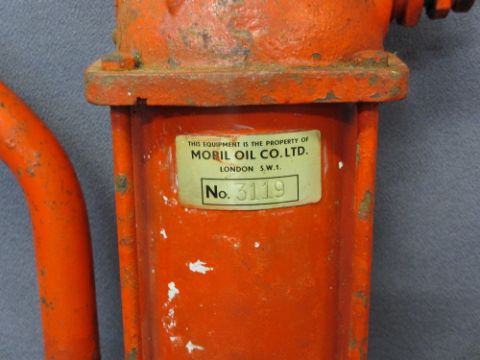 THIS EQUIPMENT IS THE PROPERTY OF
MOBIL OIL CO. LTD.
LONDON S.W.1.
No. 3119